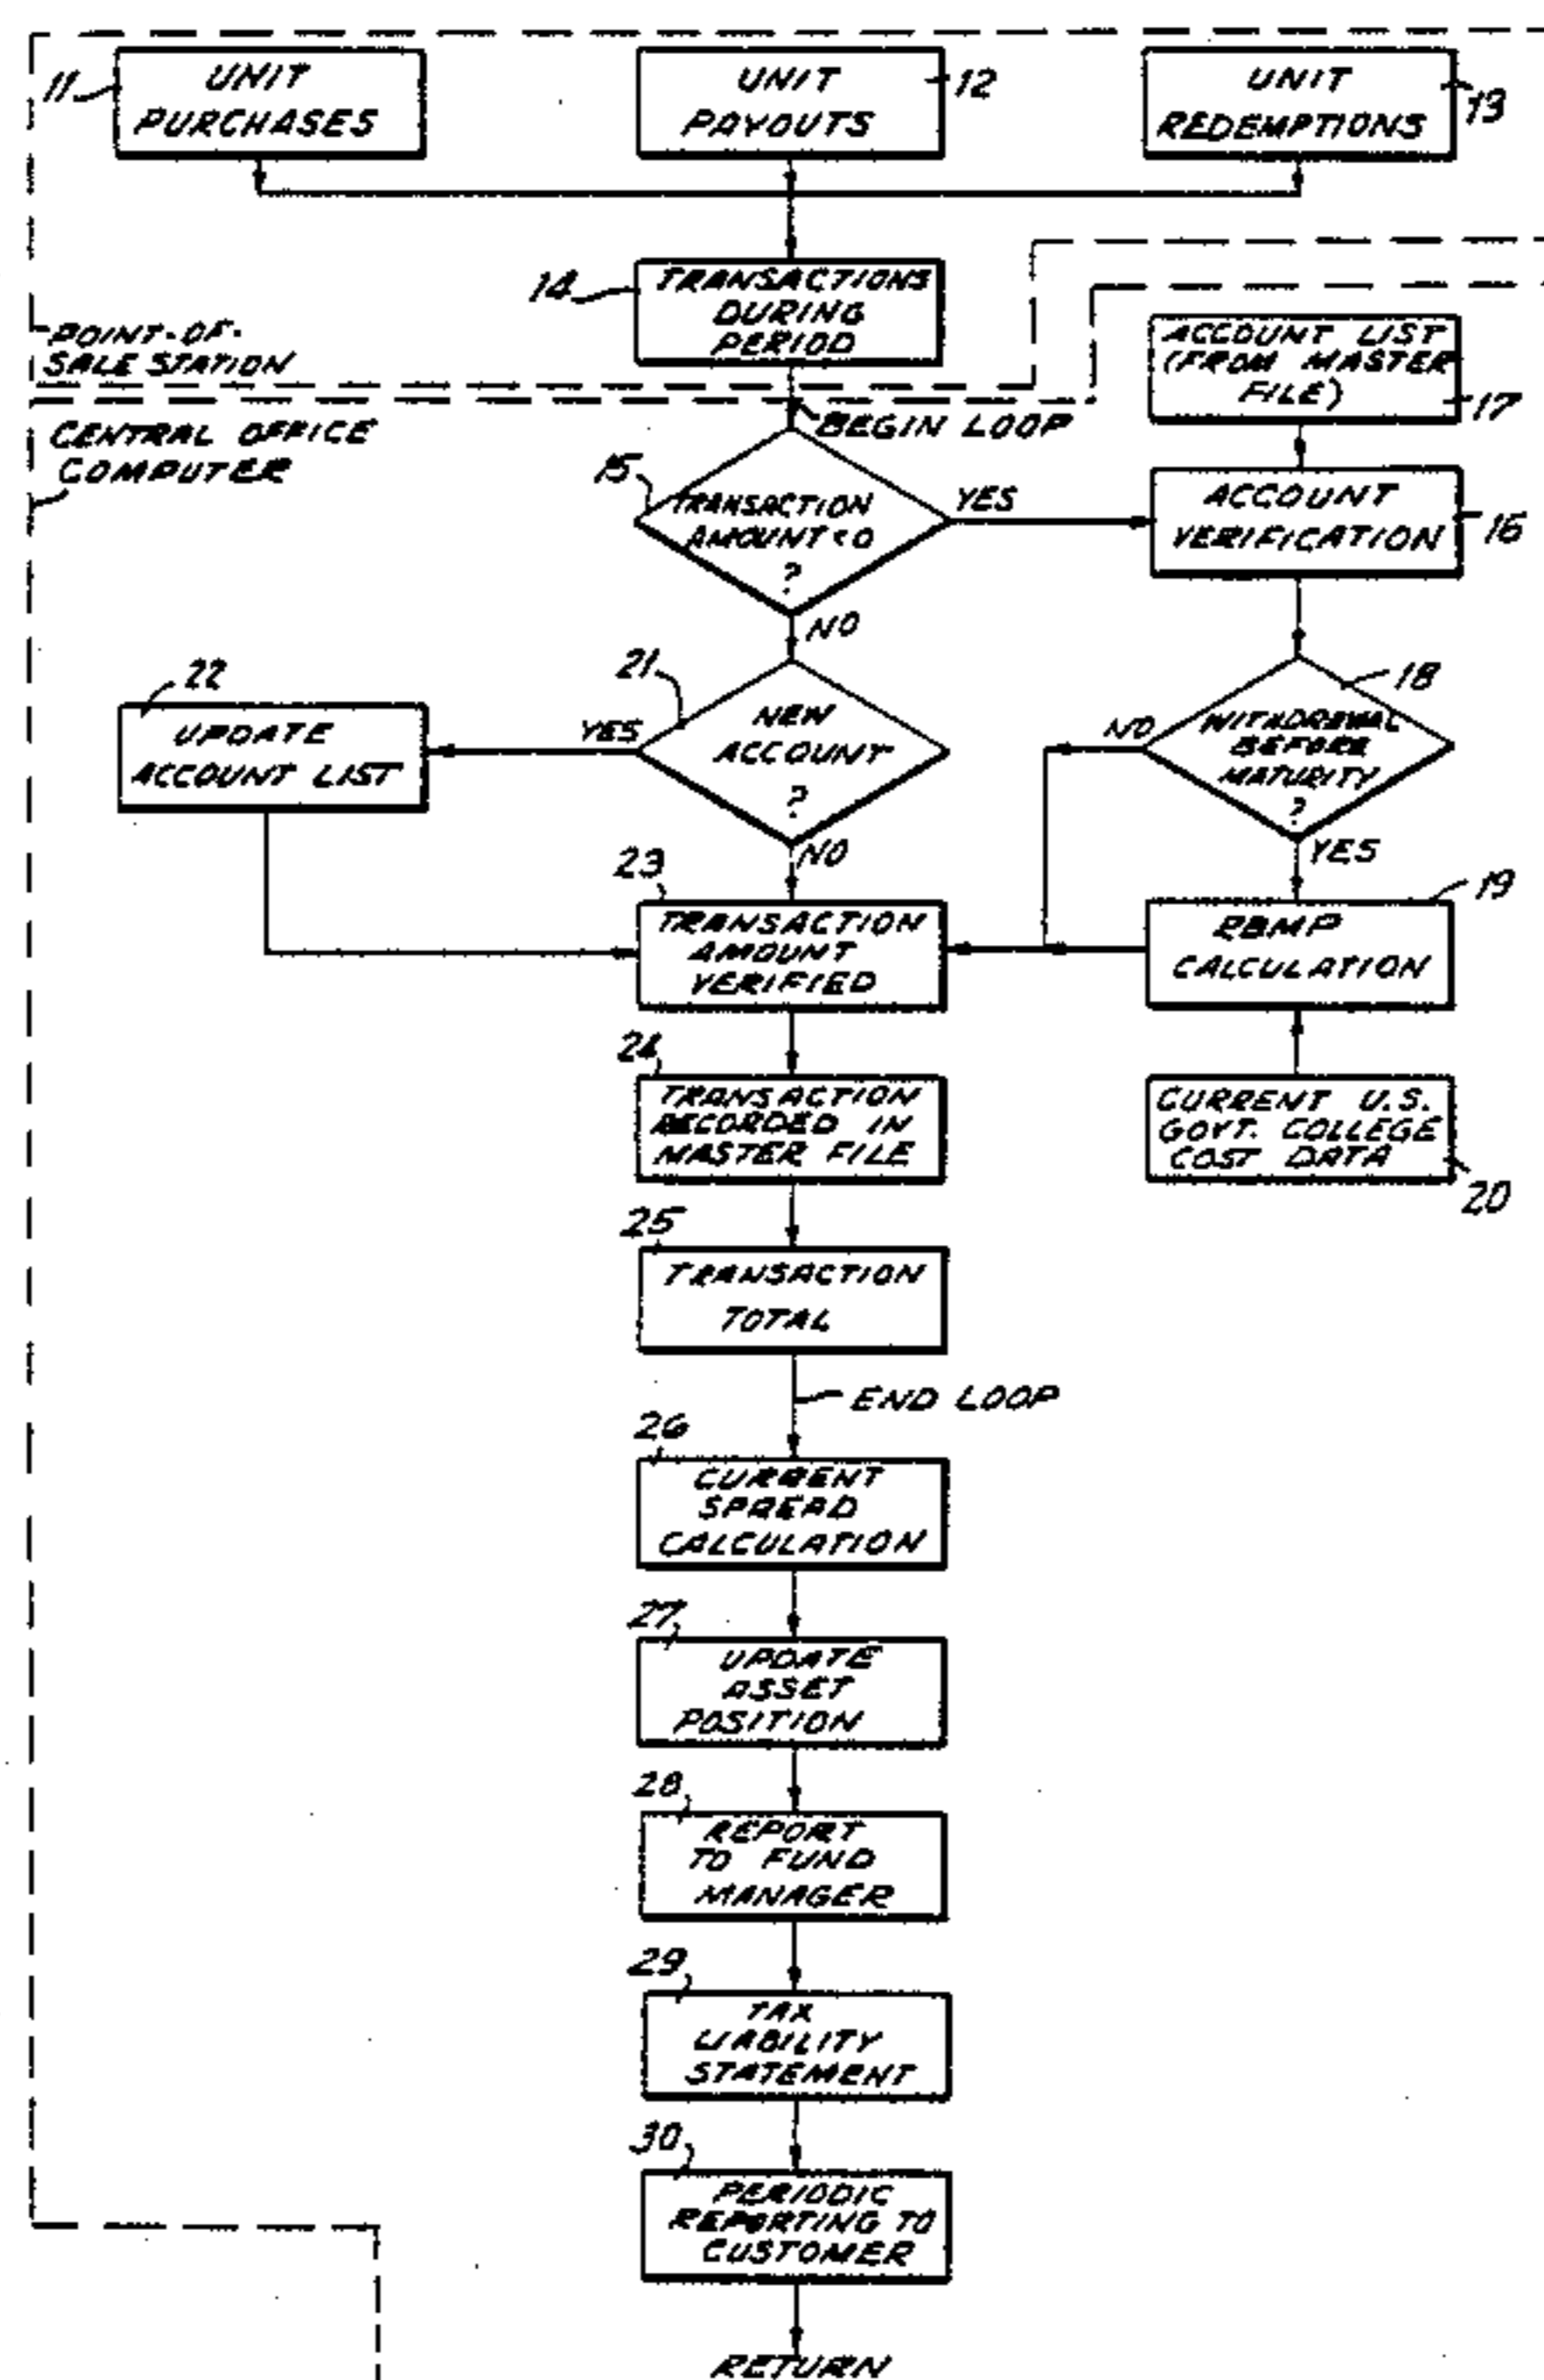 11
UNIT
PURCHASES
UNIT
PAYOUTS
12
UNIT
REDEMPTIONS
13
14
TRANSACTIONS
DURING
PERIOD
POINT-OF-
SALE STATION
ACCOUNT LIST
(FROM MASTER
FILE)
17
CENTRAL OFFICE
COMPUTER
BEGIN LOOP
15
TRANSACTION
AMOUNT < 0
?
YES
NO
ACCOUNT
VERIFICATION
16
22
UPDATE
ACCOUNT LIST
21
YES
NEW
ACCOUNT
?
NO
18
NO
WITHDRAWAL
BEFORE
MATURITY
?
YES
23
TRANSACTION
AMOUNT
VERIFIED
19
RBMP
CALCULATION
24
TRANSACTION
RECORDED IN
MASTER FILE
CURRENT U.S.
GOVT. COLLEGE
COST DATA
20
25
TRANSACTION
TOTAL
END LOOP
26
CURRENT
SPREAD
CALCULATION
27
UPDATE
ASSET
POSITION
28
REPORT
TO FUND
MANAGER
29
TAX
LIABILITY
STATEMENT
30
PERIODIC
REPORTING TO
CUSTOMER
RETURN